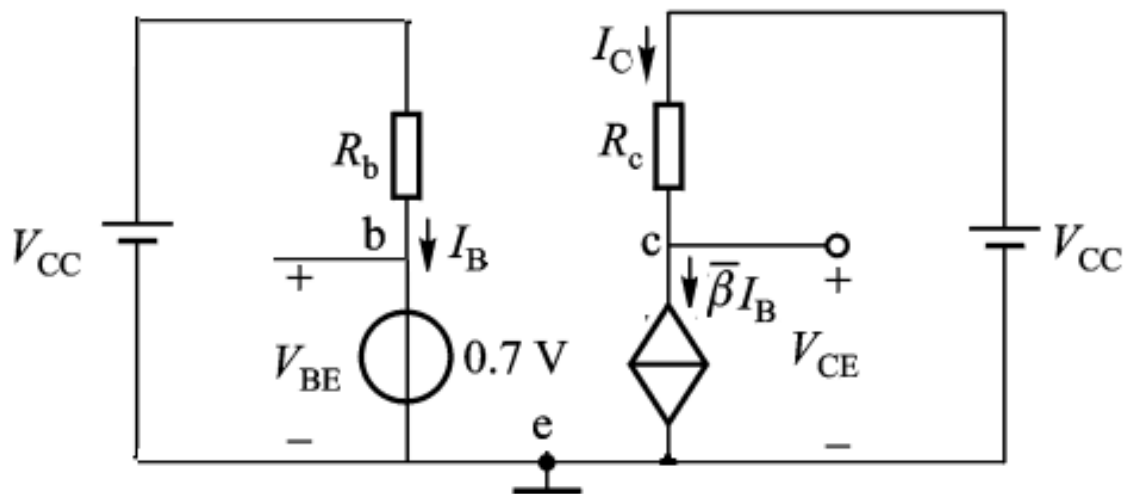 I_C
R_b
R_c
b
I_B
c
V_CC
+
β̄I_B
+
V_CC
V_BE
0.7 V
V_CE
−
e
−